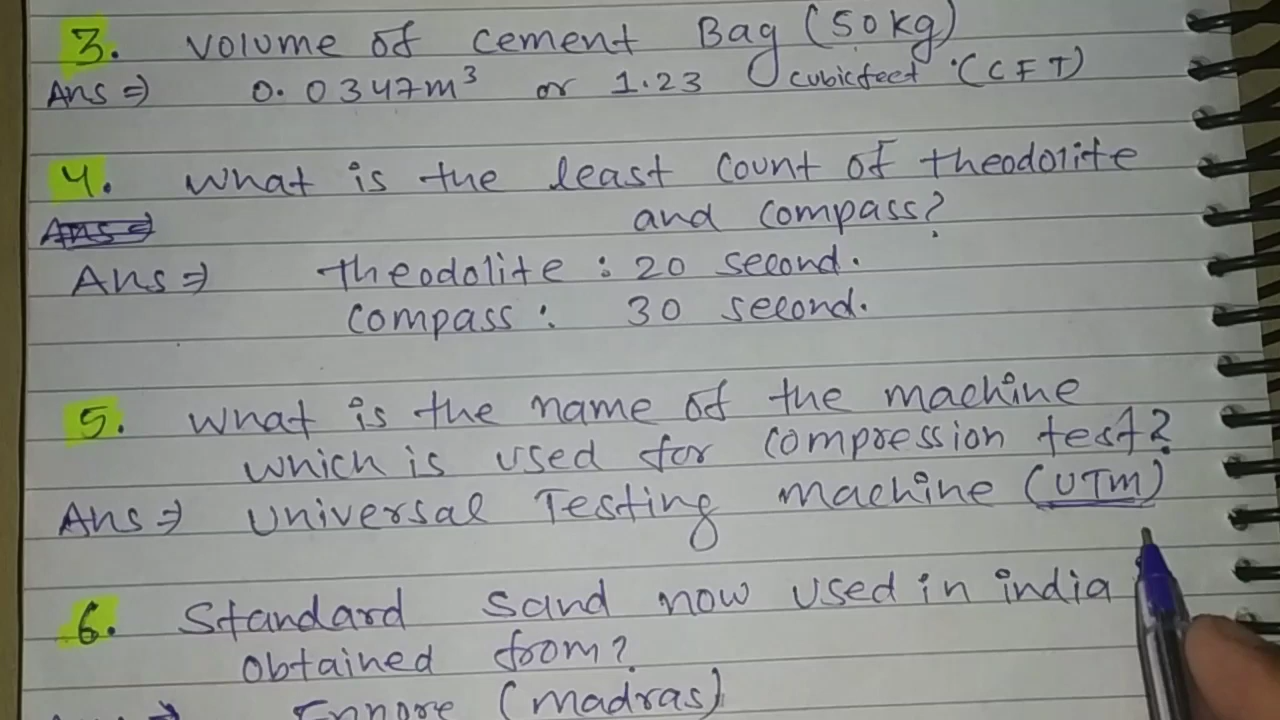 3. Volume of cement Bag (50kg)
Ans ⇒ 0.0347m³ or 1.23 cubicfeet (CFT)
4. What is the least count of theodolite
and compass?
Ans ⇒ theodolite : 20 second.
compass : 30 second.
5. What is the name of the machine
which is used for compression test?
Ans ⇒ Universal Testing machine (UTM)
6. Standard sand now used in india
obtained from?
Ennore (madras)